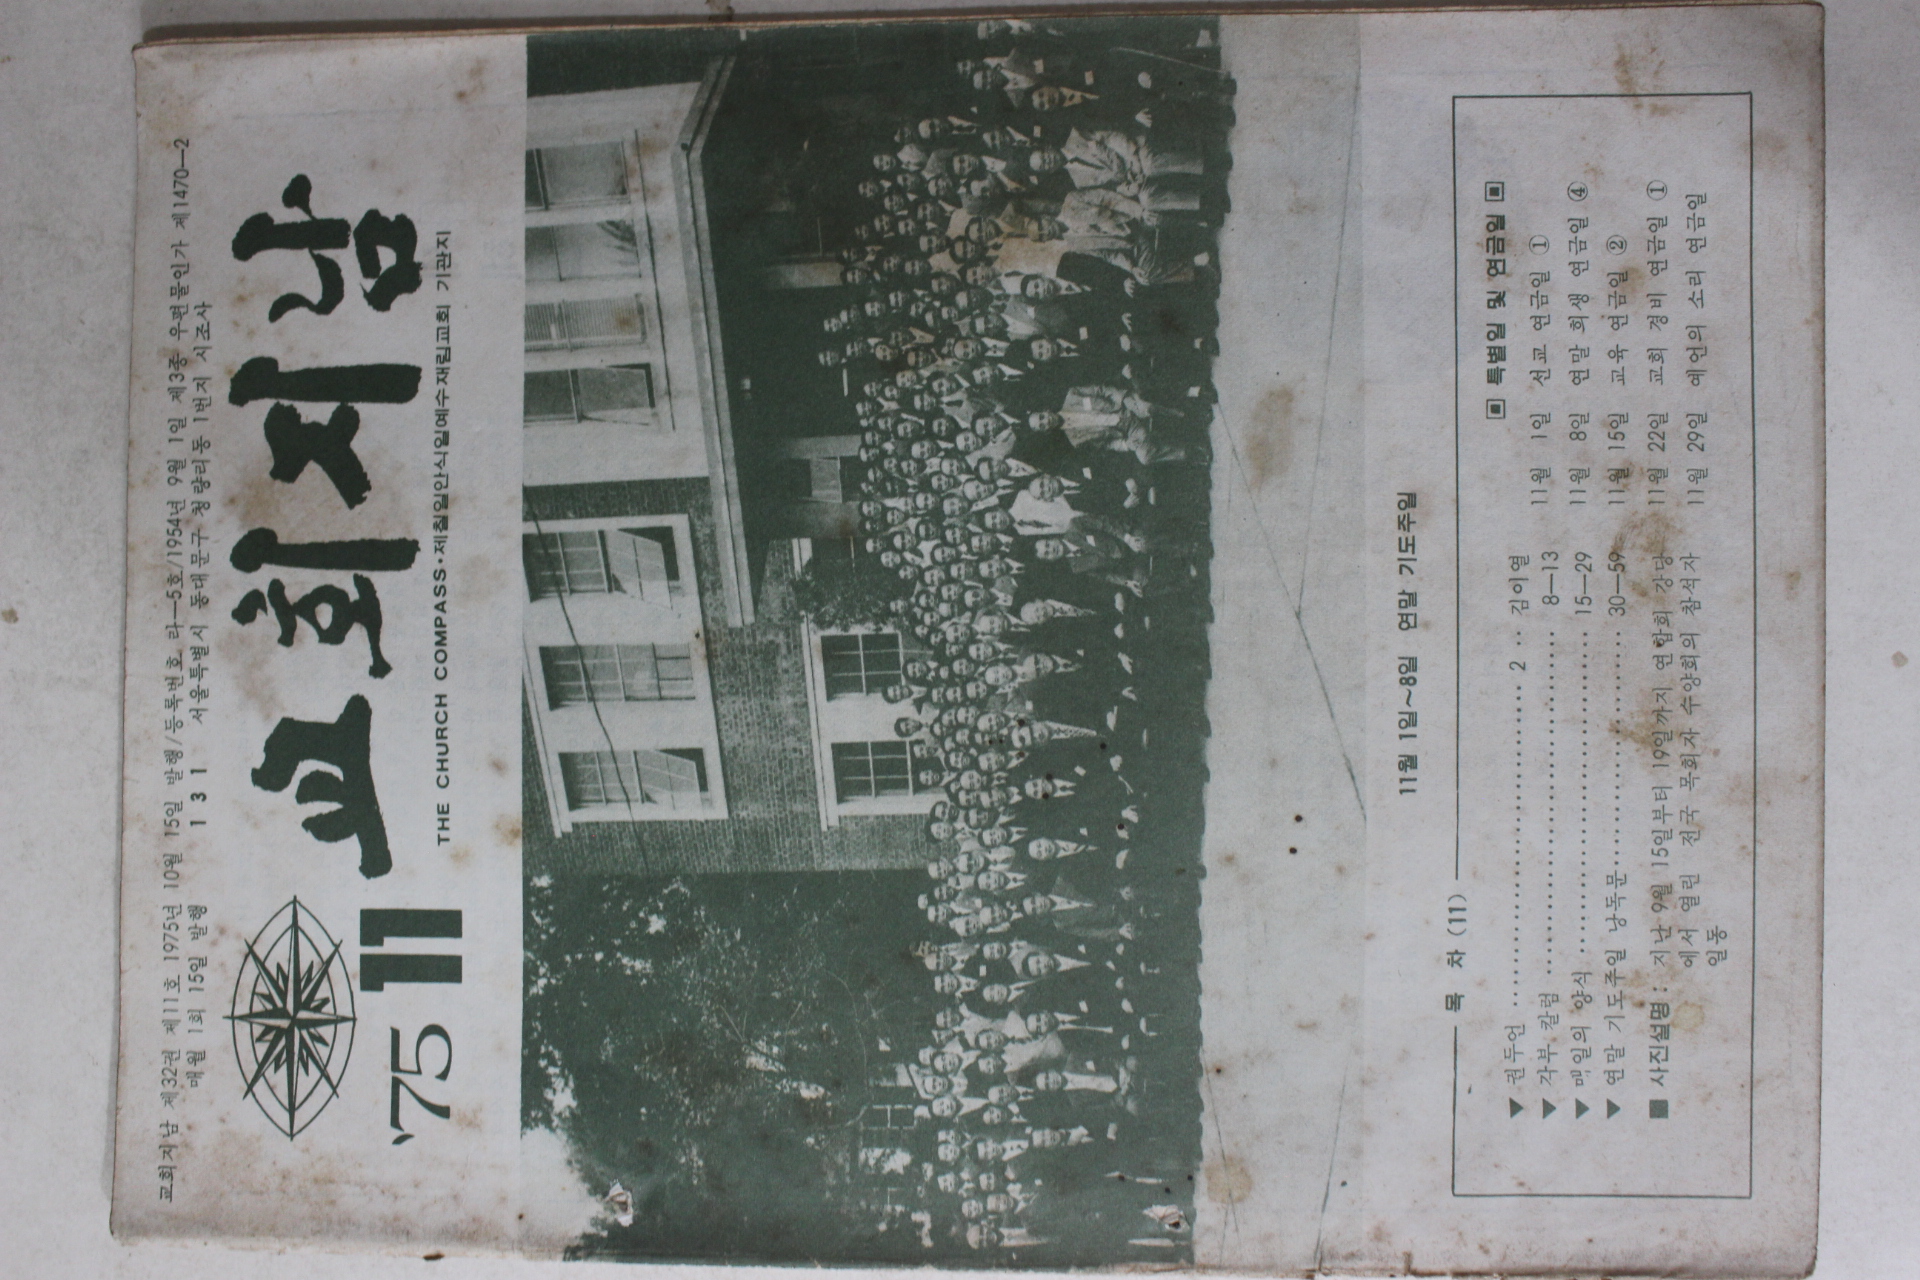 교회지남 제32권 제11호 1975년 10월 15일 발행/등록번호 라—5호/1954년 9월 1일 제3종 우편물인가 제1470—2
매월 1회 15일 발행 131 서울특별시 동대문구 청량리동 1번지 시조사
'75 11
교회지남
THE CHURCH COMPASS·제칠일안식일예수재림교회 기관지
11월 1일~8일 연말 기도주일
목 차 (11)
▼ 권두언 2 김이열
▼ 각부 칼럼 8—13
▼ 매일의 양식 15—29
▼ 연말 기도주일 낭독문 30—59
■ 사진설명 : 지난 9월 15일부터 19일까지 연합회 강당
에서 열린 전국 목회자 수양회의 참석자
일동
▣ 특별일 및 연금일 ▣
11월 1일 선교 연금일 ①
11월 8일 연말 희생 연금일 ④
11월 15일 교육 연금일 ②
11월 22일 교회 경비 연금일 ①
11월 29일 예언의 소리 연금일